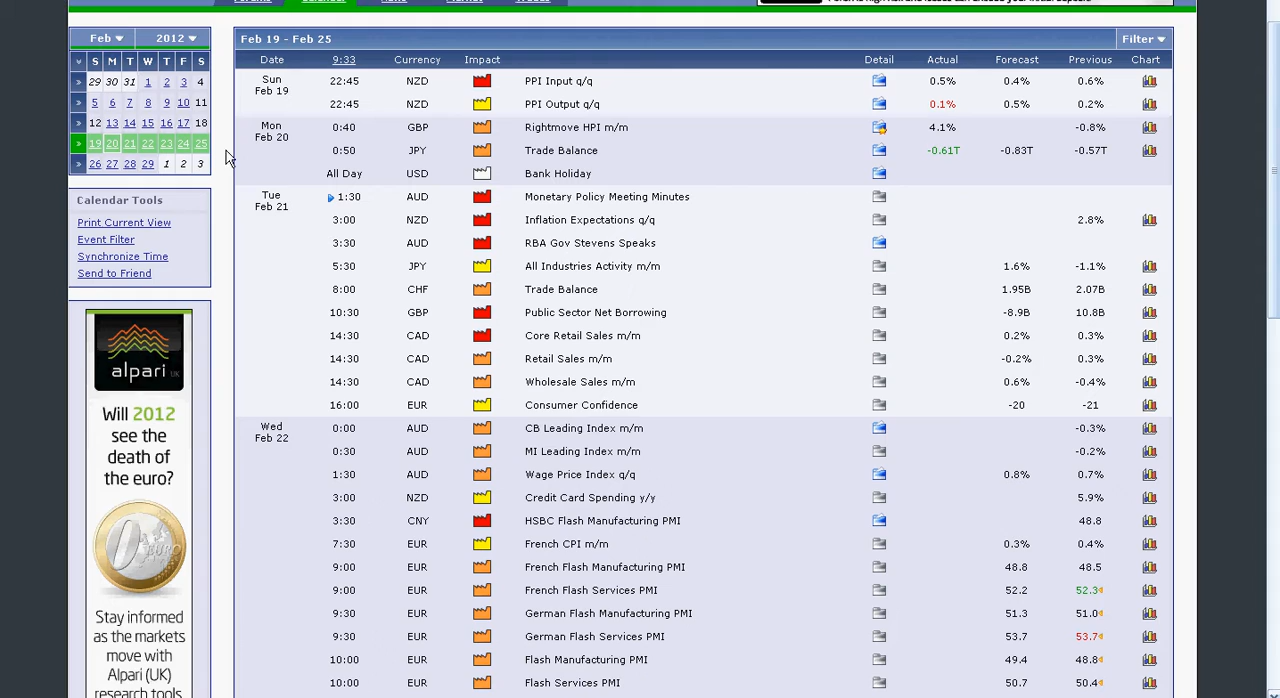 Feb 2012
S M T W T F S
» 29 30 31 1 2 3 4
» 5 6 7 8 9 10 11
» 12 13 14 15 16 17 18
» 19 20 21 22 23 24 25
» 26 27 28 29 1 2 3
Calendar Tools
Print Current View
Event Filter
Synchronize Time
Send to Friend
alpari UK
Will 2012
see the
death of
the euro?
Stay informed
as the markets
move with
Alpari (UK)
research tools
Feb 19 - Feb 25 Filter
Date 9:33 Currency Impact Detail Actual Forecast Previous Chart
Sun Feb 19 22:45 NZD PPI Input q/q 0.5% 0.4% 0.6%
22:45 NZD PPI Output q/q 0.1% 0.5% 0.2%
Mon Feb 20 0:40 GBP Rightmove HPI m/m 4.1% -0.8%
0:50 JPY Trade Balance -0.61T -0.83T -0.57T
All Day USD Bank Holiday
Tue Feb 21 1:30 AUD Monetary Policy Meeting Minutes
3:00 NZD Inflation Expectations q/q 2.8%
3:30 AUD RBA Gov Stevens Speaks
5:30 JPY All Industries Activity m/m 1.6% -1.1%
8:00 CHF Trade Balance 1.95B 2.07B
10:30 GBP Public Sector Net Borrowing -8.9B 10.8B
14:30 CAD Core Retail Sales m/m 0.2% 0.3%
14:30 CAD Retail Sales m/m -0.2% 0.3%
14:30 CAD Wholesale Sales m/m 0.6% -0.4%
16:00 EUR Consumer Confidence -20 -21
Wed Feb 22 0:00 AUD CB Leading Index m/m -0.3%
0:30 AUD MI Leading Index m/m -0.2%
1:30 AUD Wage Price Index q/q 0.8% 0.7%
3:00 NZD Credit Card Spending y/y 5.9%
3:30 CNY HSBC Flash Manufacturing PMI 48.8
7:30 EUR French CPI m/m 0.3% 0.4%
9:00 EUR French Flash Manufacturing PMI 48.8 48.5
9:00 EUR French Flash Services PMI 52.2 52.3
9:30 EUR German Flash Manufacturing PMI 51.3 51.0
9:30 EUR German Flash Services PMI 53.7 53.7
10:00 EUR Flash Manufacturing PMI 49.4 48.8
10:00 EUR Flash Services PMI 50.6 50.4